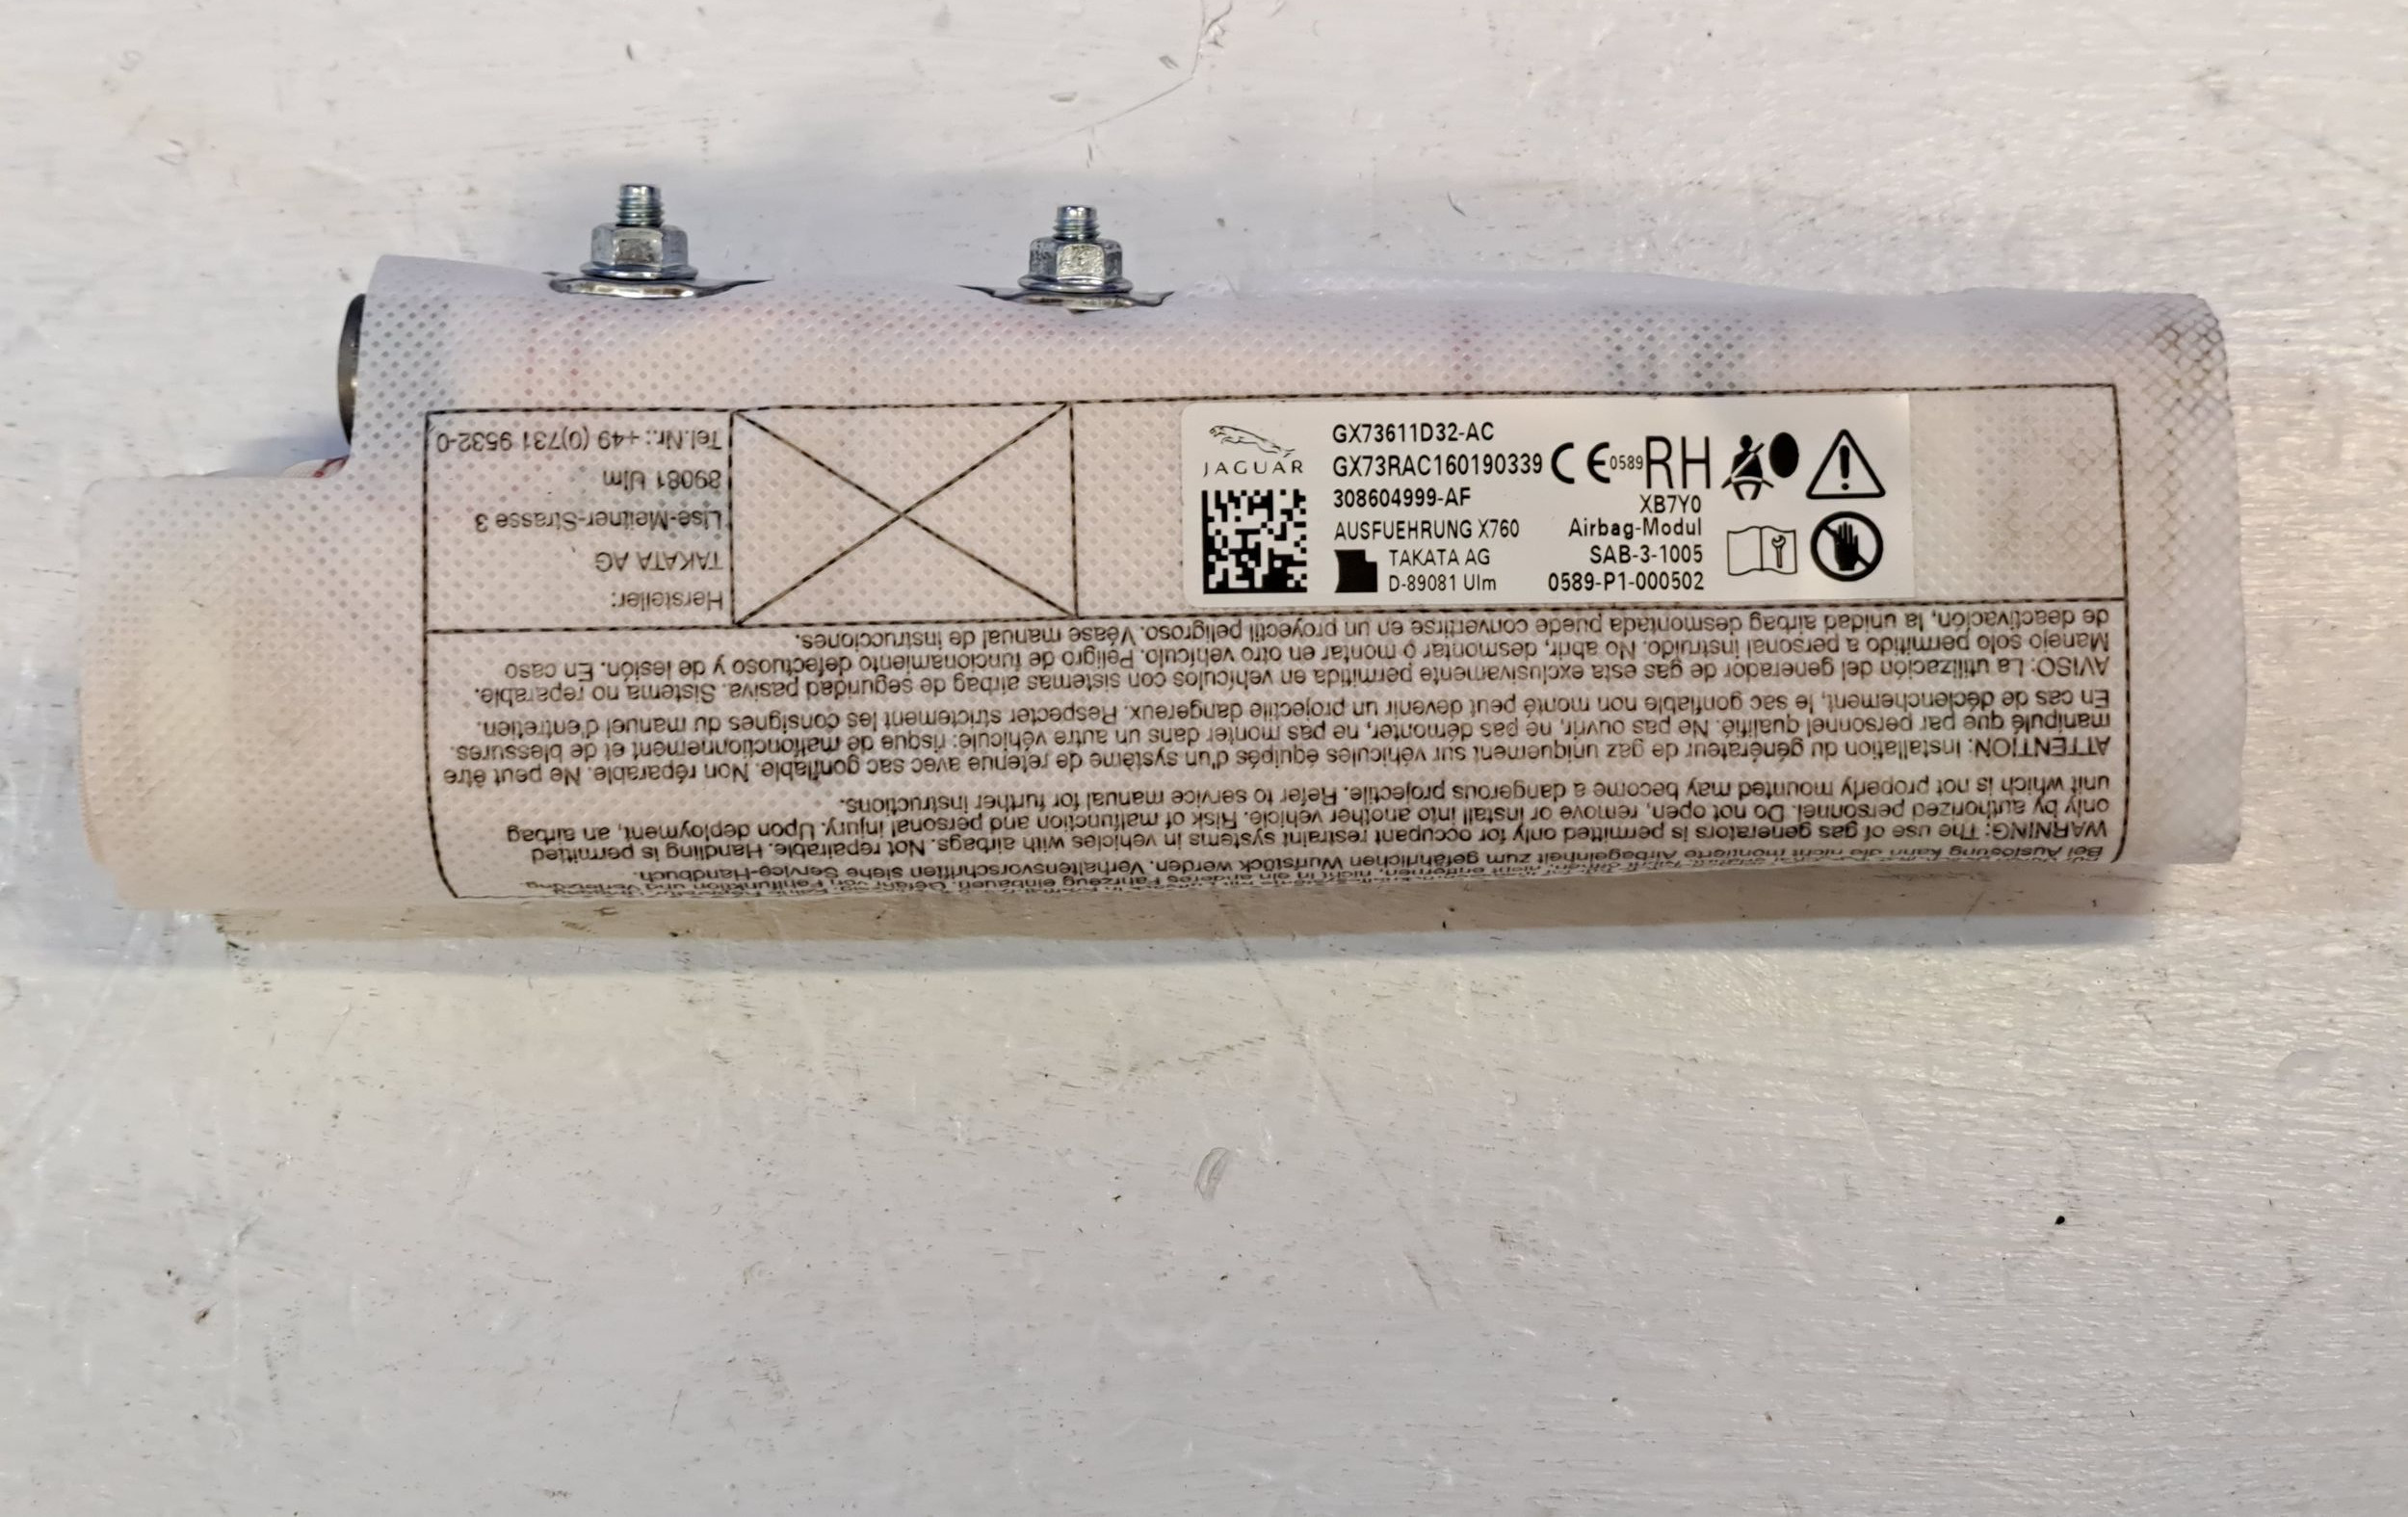 JAGUAR
GX73611D32-AC
GX73RAC160190339
308604999-AF
AUSFUEHRUNG X760
TAKATA AG
D-89081 Ulm
CE 0589 RH
XB7Y0
Airbag-Modul
SAB-3-1005
0589-P1-000502
Bei Auslösung kann die nicht montierte Airbageinheit zum gefährlichen Wurfstück werden. Verhaltensvorschriften siehe Service-Handbuch.
WARNING: The use of gas generators is permitted only for occupant restraint systems in vehicles with airbags. Not repairable. Handling is permitted
only by authorized personnel. Do not open, remove or install into another vehicle. Risk of malfunction and personal injury. Upon deployment, an airbag
unit which is not properly mounted may become a dangerous projectile. Refer to service manual for further instructions.
ATTENTION: Installation du générateur de gaz uniquement sur véhicules équipés d'un système de retenue avec sac gonflable. Non réparable. Ne peut être
manipulé que par personnel qualifié. Ne pas ouvrir, ne pas démonter, ne pas monter dans un autre véhicule: risque de malfonctionnement et de blessures.
En cas de déclenchement, le sac gonflable non monté peut devenir un projectile dangereux. Respecter strictement les consignes du manuel d'entretien.
AVISO: La utilización del generador de gas esta exclusivamente permitida en vehículos con sistemas airbag de seguridad pasiva. Sistema no reparable.
Manejo solo permitido a personal instruido. No abrir, desmontar o montar en otro vehículo. Peligro de funcionamiento defectuoso y de lesión. En caso
de deactivación, la unidad airbag desmontada puede convertirse en un proyectil peligroso. Véase manual de instrucciones.
Hersteller:
TAKATA AG
Lise-Meitner-Strasse 3
89081 Ulm
Tel.Nr.: +49 (0)731 9532-0